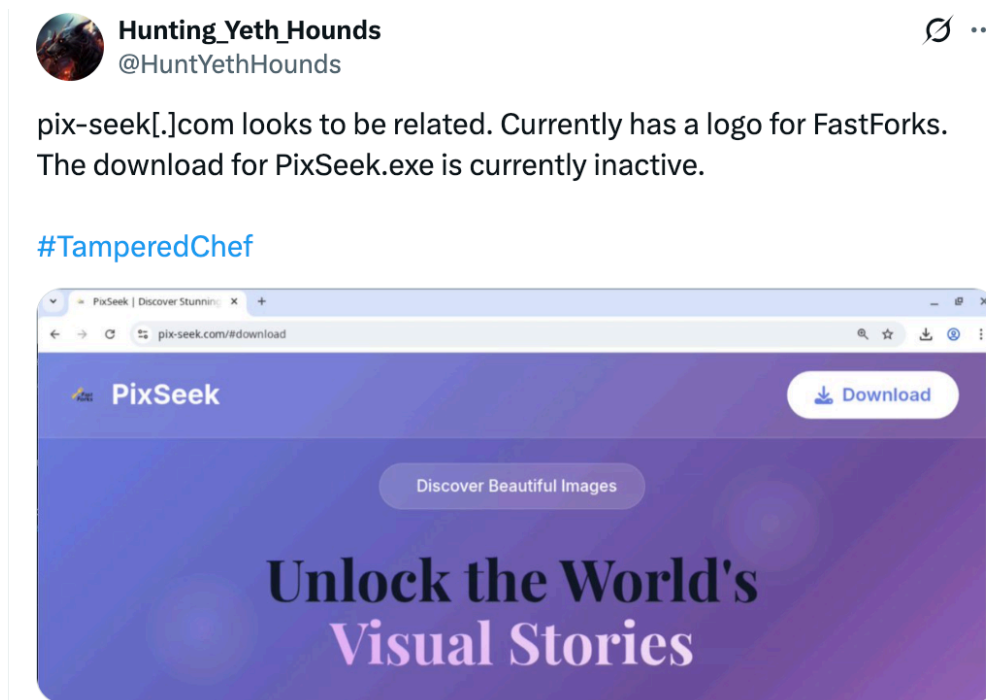 Hunting_Yeth_Hounds
@HuntYethHounds
pix-seek[.]com looks to be related. Currently has a logo for FastForks.
The download for PixSeek.exe is currently inactive.
#TamperedChef
PixSeek | Discover Stunning
pix-seek.com/#download
PixSeek
Download
Discover Beautiful Images
Unlock the World's
Visual Stories